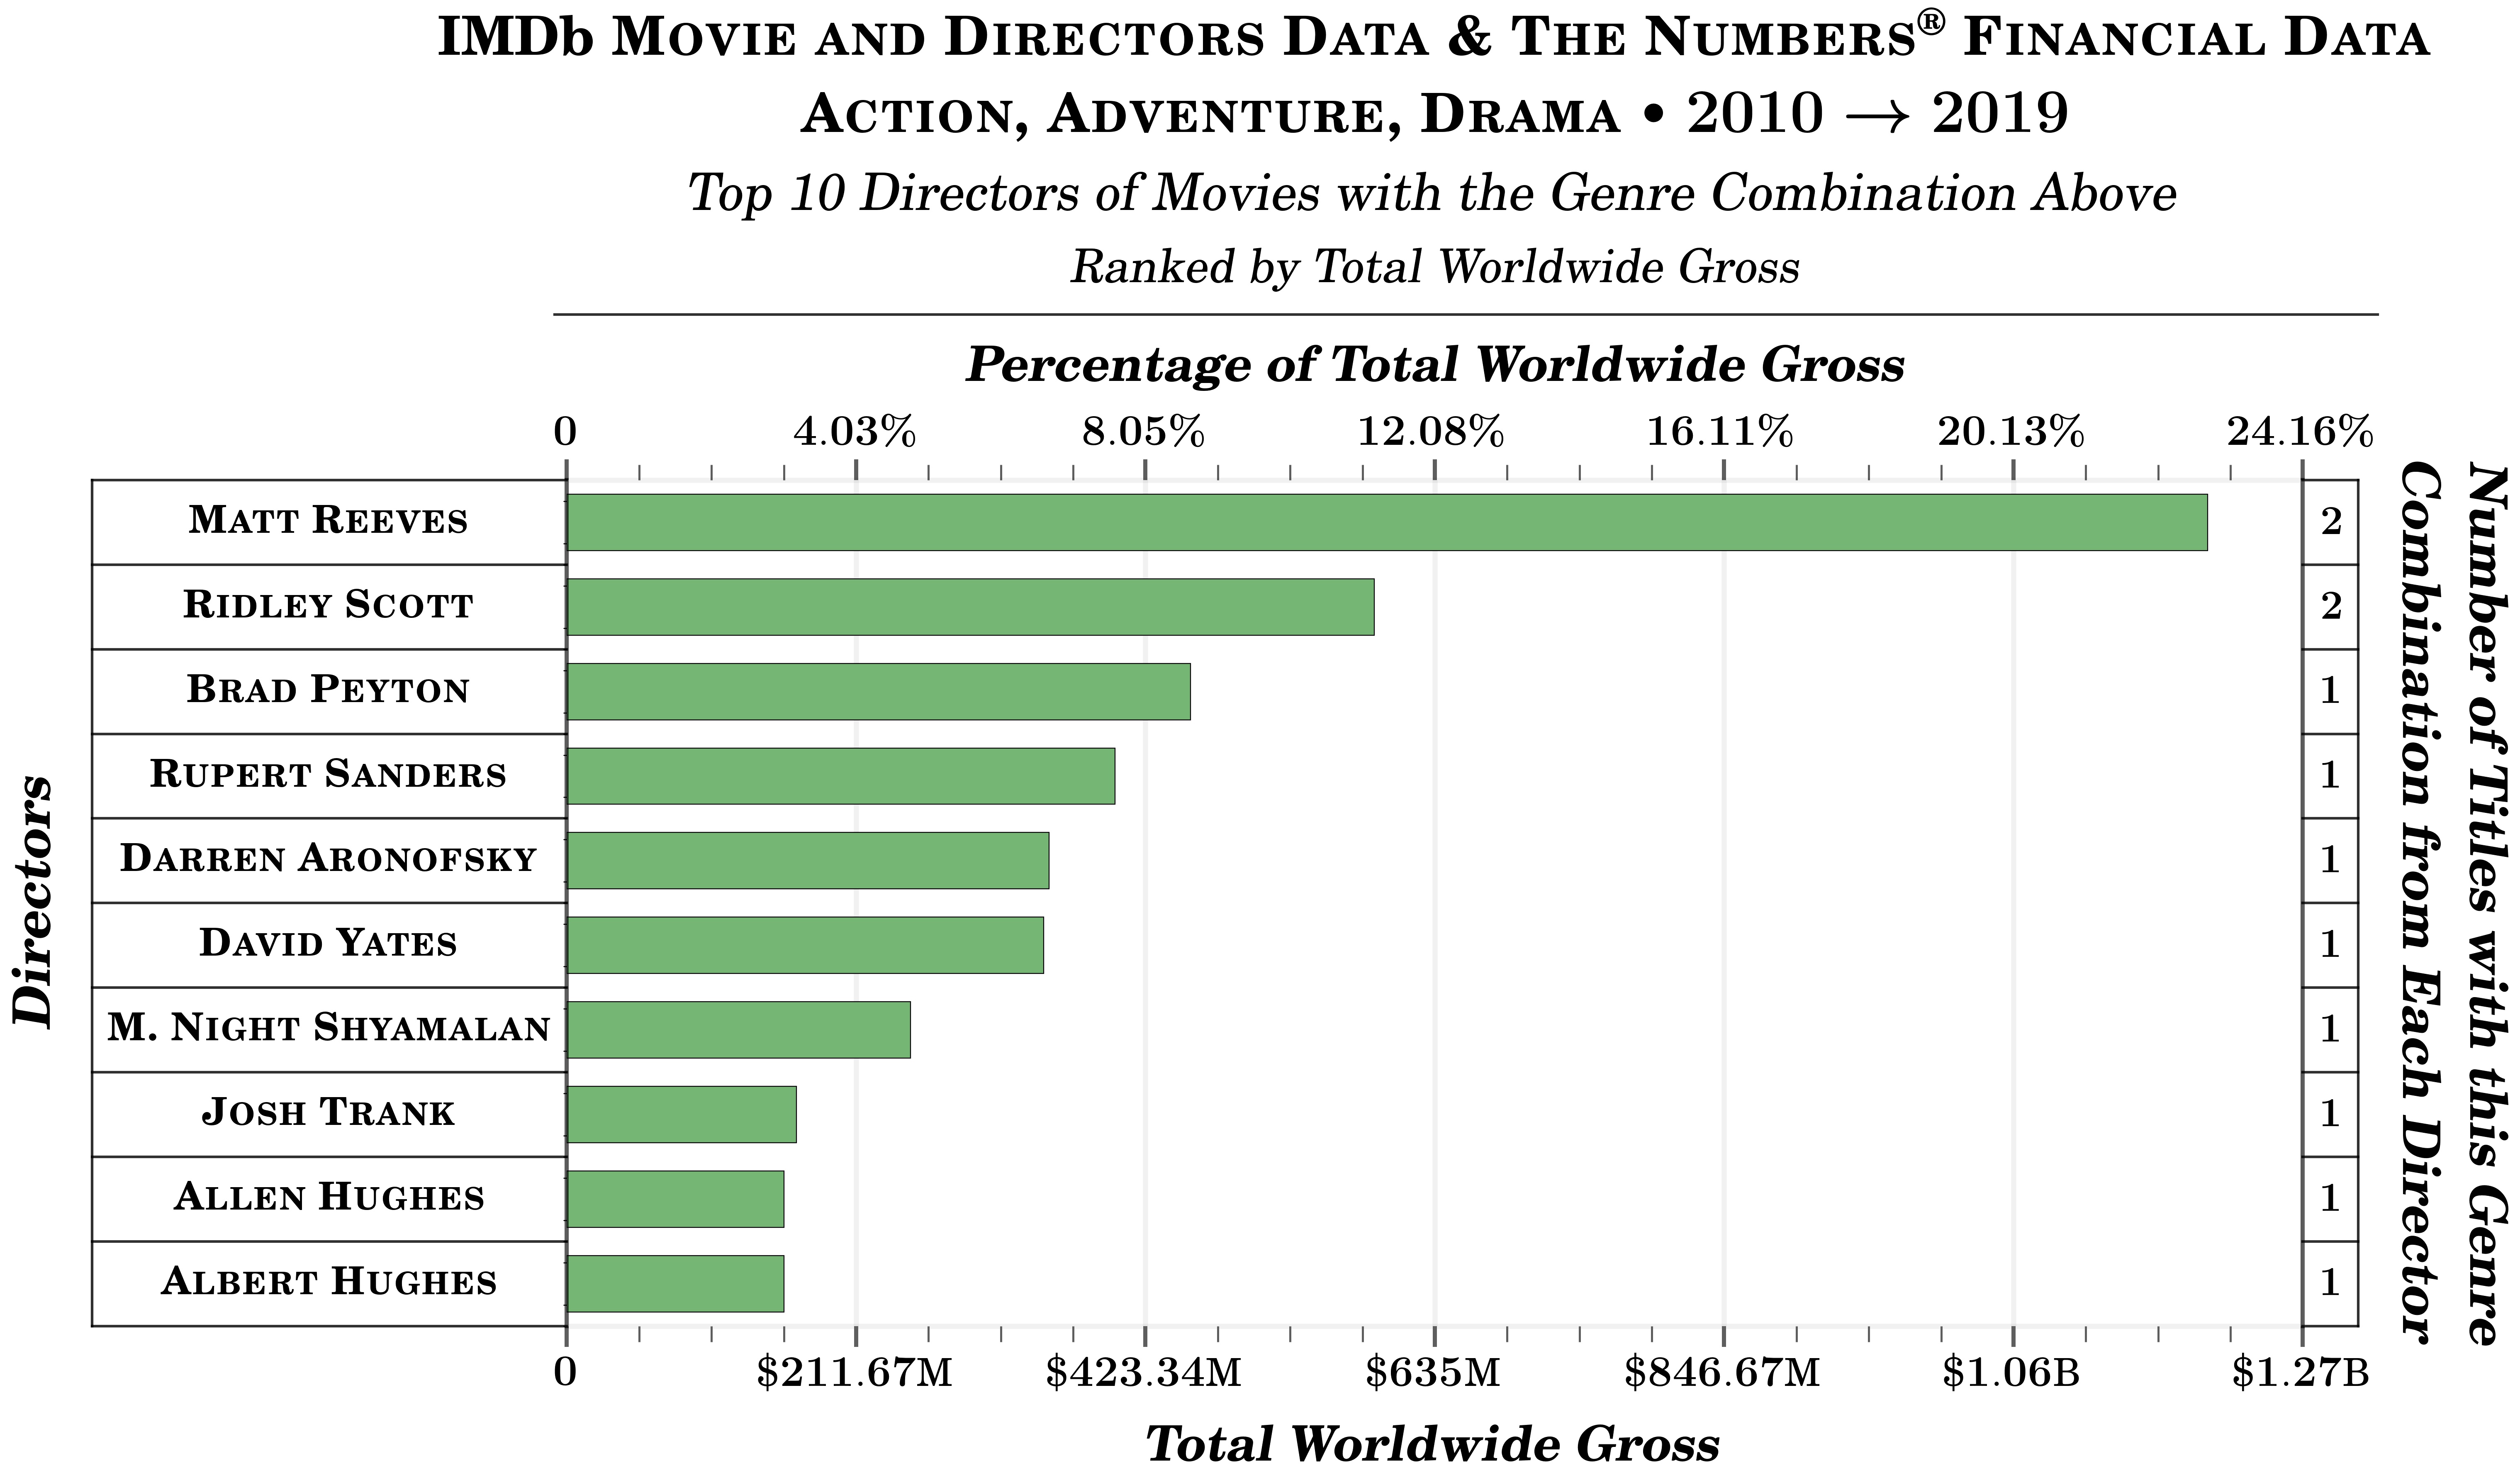 IMDb Movie and Directors Data & The Numbers® Financial Data
Action, Adventure, Drama • 2010 → 2019
Top 10 Directors of Movies with the Genre Combination Above
Ranked by Total Worldwide Gross
Percentage of Total Worldwide Gross
0 4.03% 8.05% 12.08% 16.11% 20.13% 24.16%
Directors
Matt Reeves 2
Ridley Scott 2
Brad Peyton 1
Rupert Sanders 1
Darren Aronofsky 1
David Yates 1
M. Night Shyamalan 1
Josh Trank 1
Allen Hughes 1
Albert Hughes 1
Number of Titles with this Genre
Combination from Each Director
0 $211.67M $423.34M $635M $846.67M $1.06B $1.27B
Total Worldwide Gross